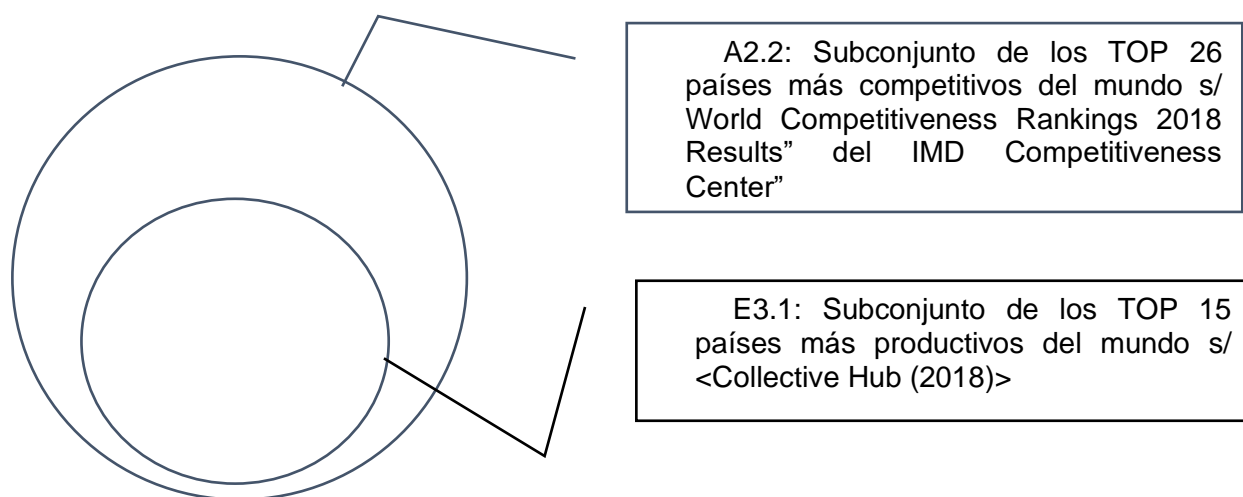 A2.2: Subconjunto de los TOP 26
países más competitivos del mundo s/
World Competitiveness Rankings 2018
Results” del IMD Competitiveness
Center”
E3.1: Subconjunto de los TOP 15
países más productivos del mundo s/
<Collective Hub (2018)>